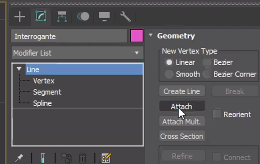 Interrogante
Modifier List
Line
Vertex
Segment
Spline
Geometry
New Vertex Type
Linear Bezier
Smooth Bezier Corner
Create Line Break
Attach
Reorient
Attach Mult.
Cross Section
Refine Connect